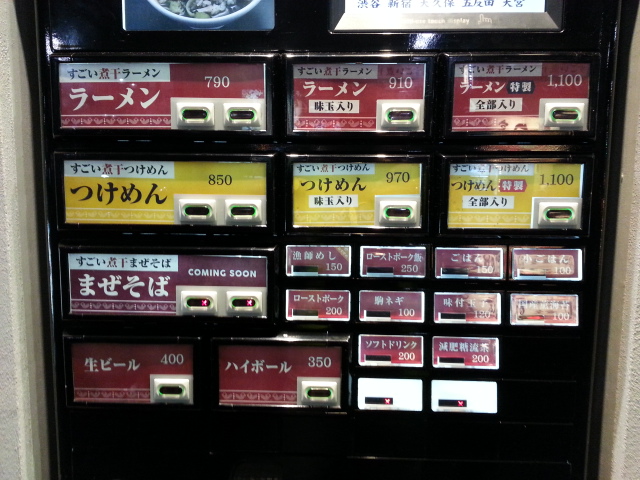 渋谷 新宿 大久保 五反田 天宮
すごい煮干ラーメン
ラーメン
790
すごい煮干ラーメン
ラーメン
910
味玉入り
すごい煮干ラーメン
ラーメン 特製
1,100
全部入り
すごい煮干つけめん
つけめん
850
すごい煮干つけめん
つけめん
970
味玉入り
すごい煮干つけめん
つけめん 特製
1,100
全部入り
すごい煮干まぜそば
まぜそば
COMING SOON
漁師めし
150
ローストポーク飯
250
ごはん
150
小ごはん
100
ローストポーク
200
駒ネギ
100
味付玉子
120
100
生ビール
400
ハイボール
350
ソフトドリンク
200
減肥糖流茶
200